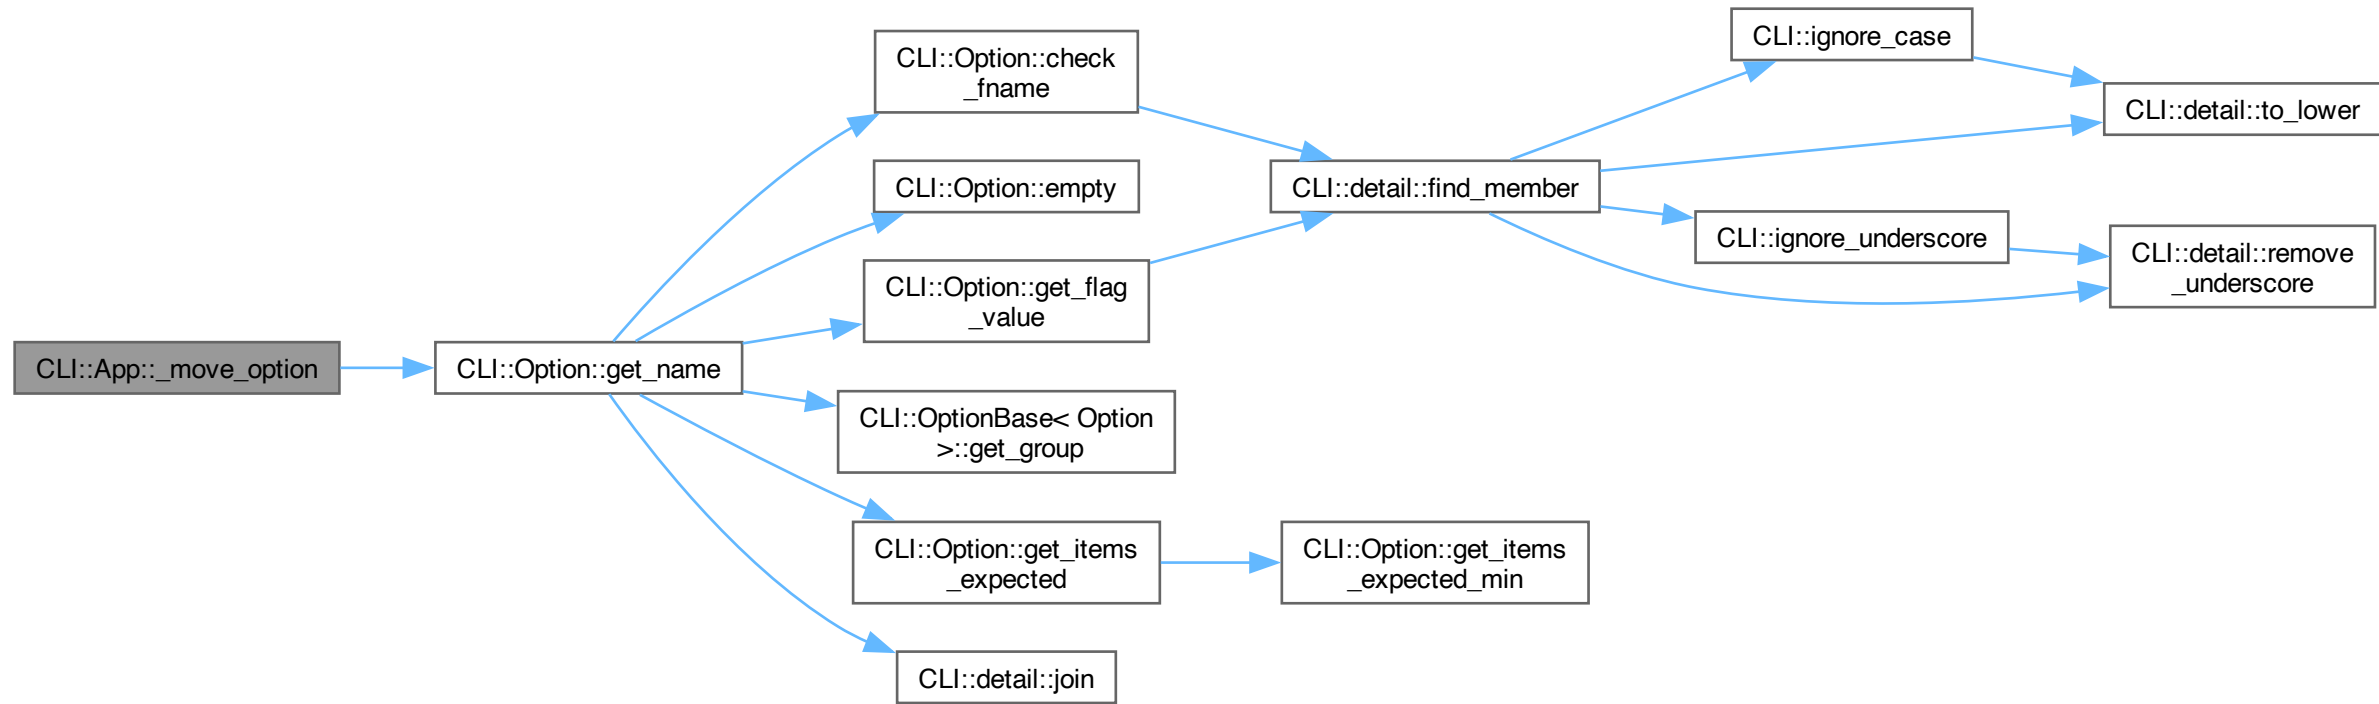 CLI::App::_move_option
CLI::Option::get_name
CLI::Option::check
_fname
CLI::Option::empty
CLI::Option::get_flag
_value
CLI::OptionBase< Option
>::get_group
CLI::Option::get_items
_expected
CLI::detail::join
CLI::detail::find_member
CLI::Option::get_items
_expected_min
CLI::ignore_case
CLI::ignore_underscore
CLI::detail::to_lower
CLI::detail::remove
_underscore